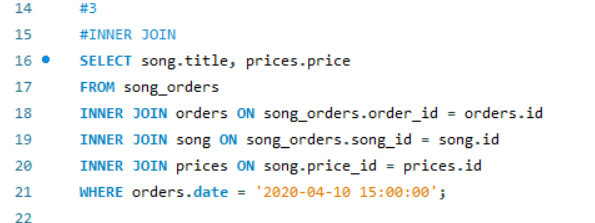 14 #3
15 #INNER JOIN
16 SELECT song.title, prices.price
17 FROM song_orders
18 INNER JOIN orders ON song_orders.order_id = orders.id
19 INNER JOIN song ON song_orders.song_id = song.id
20 INNER JOIN prices ON song.price_id = prices.id
21 WHERE orders.date = '2020-04-10 15:00:00';
22